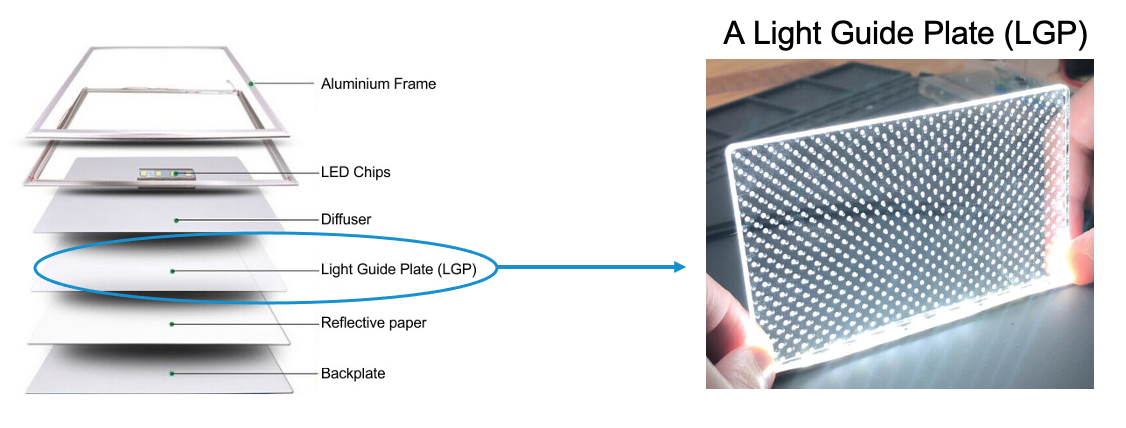 A Light Guide Plate (LGP)
Aluminium Frame
LED Chips
Diffuser
Light Guide Plate (LGP)
Reflective paper
Backplate